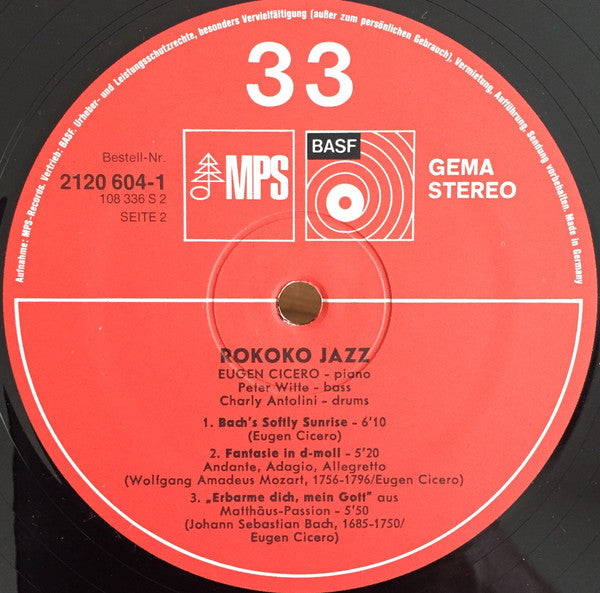 Aufnahme: MPS-Records. Vertrieb: BASF. Urheber- und Leistungsschutzrechte, besonders Vervielfältigung (außer zum persönlichen Gebrauch), Vermietung, Aufführung, Sendung vorbehalten. Made in Germany
33
Bestell-Nr.
2120 604-1
108 336 S 2
SEITE 2
MPS
BASF
GEMA
STEREO
ROKOKO JAZZ
EUGEN CICERO - piano
Peter Witte - bass
Charly Antolini - drums
1. Bach's Softly Sunrise - 6'10
(Eugen Cicero)
2. Fantasie in d-moll - 5'20
Andante, Adagio, Allegretto
(Wolfgang Amadeus Mozart, 1756-1796/Eugen Cicero)
3. „Erbarme dich, mein Gott" aus
Matthäus-Passion - 5'50
(Johann Sebastian Bach, 1685-1750/
Eugen Cicero)